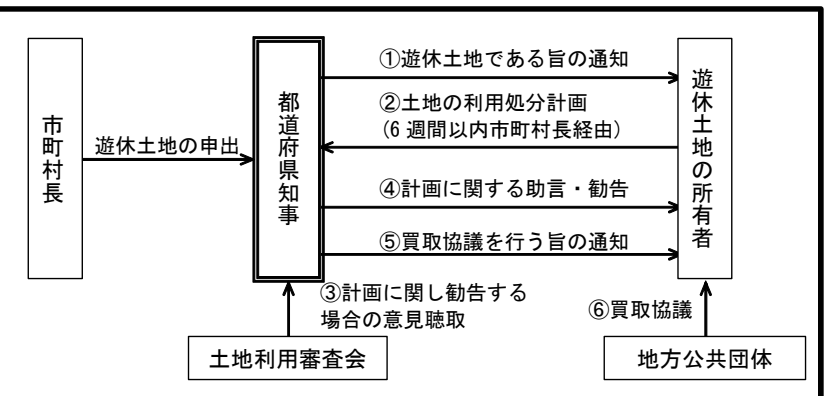 市町村長
遊休土地の申出
都道府県知事
①遊休土地である旨の通知
②土地の利用処分計画
(6 週間以内市町村長経由)
④計画に関する助言・勧告
⑤買取協議を行う旨の通知
遊休土地の所有者
③計画に関し勧告する
場合の意見聴取
⑥買取協議
土地利用審査会
地方公共団体